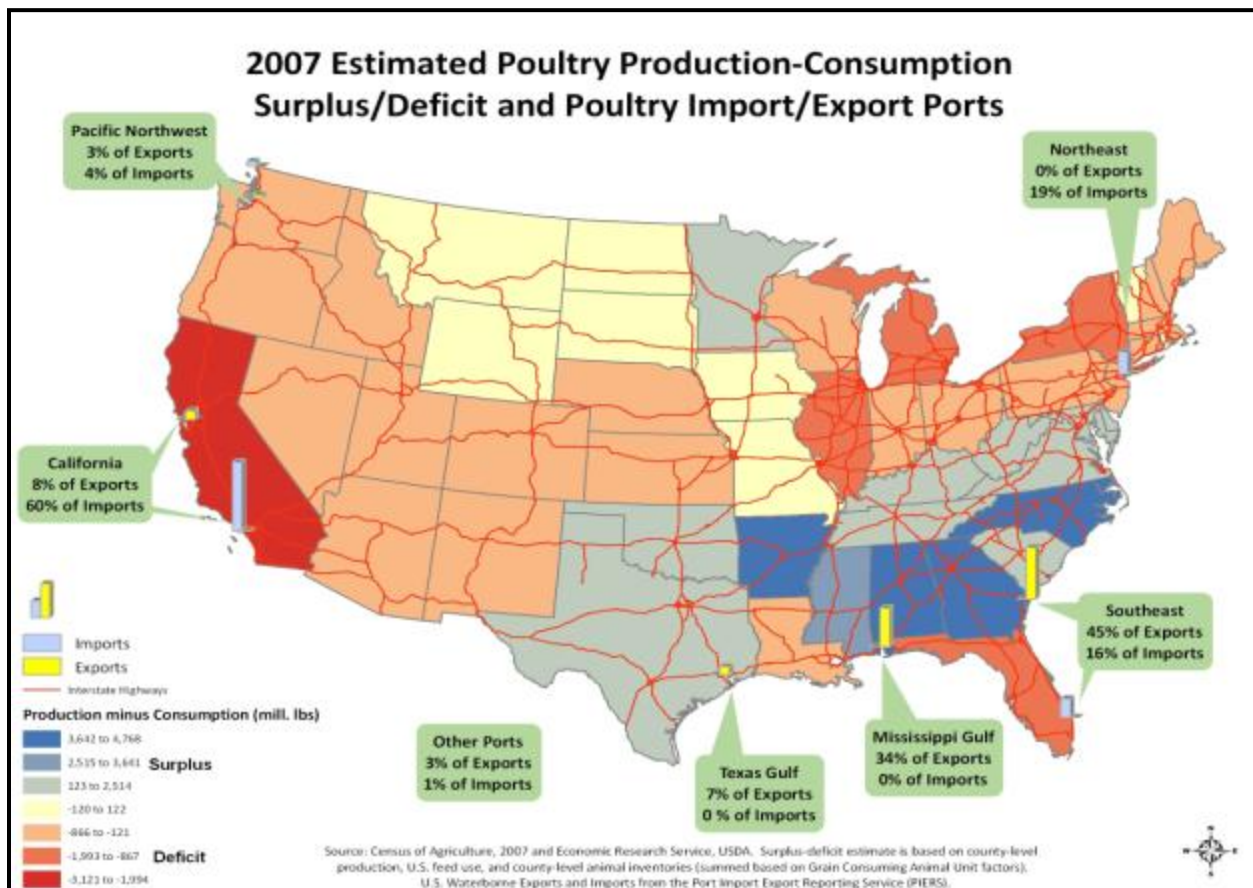 2007 Estimated Poultry Production-Consumption
Surplus/Deficit and Poultry Import/Export Ports
Pacific Northwest
3% of Exports
4% of Imports
Northeast
0% of Exports
19% of Imports
California
8% of Exports
60% of Imports
Southeast
45% of Exports
16% of Imports
Mississippi Gulf
34% of Exports
0% of Imports
Texas Gulf
7% of Exports
0 % of Imports
Other Ports
3% of Exports
1% of Imports
Imports
Exports
Interstate Highways
Production minus Consumption (mill. lbs)
3,642 to 4,768
2,515 to 3,641 Surplus
123 to 2,514
-120 to 122
-866 to -121
-1,993 to -867 Deficit
-3,121 to -1,994
Source: Census of Agriculture, 2007 and Economic Research Service, USDA. Surplus-deficit estimate is based on county-level
production, U.S. feed use, and county-level animal inventories (summed based on Grain Consuming Animal Unit factors).
U.S. Waterborne Exports and Imports from the Port Import Export Reporting Service (PIERS).